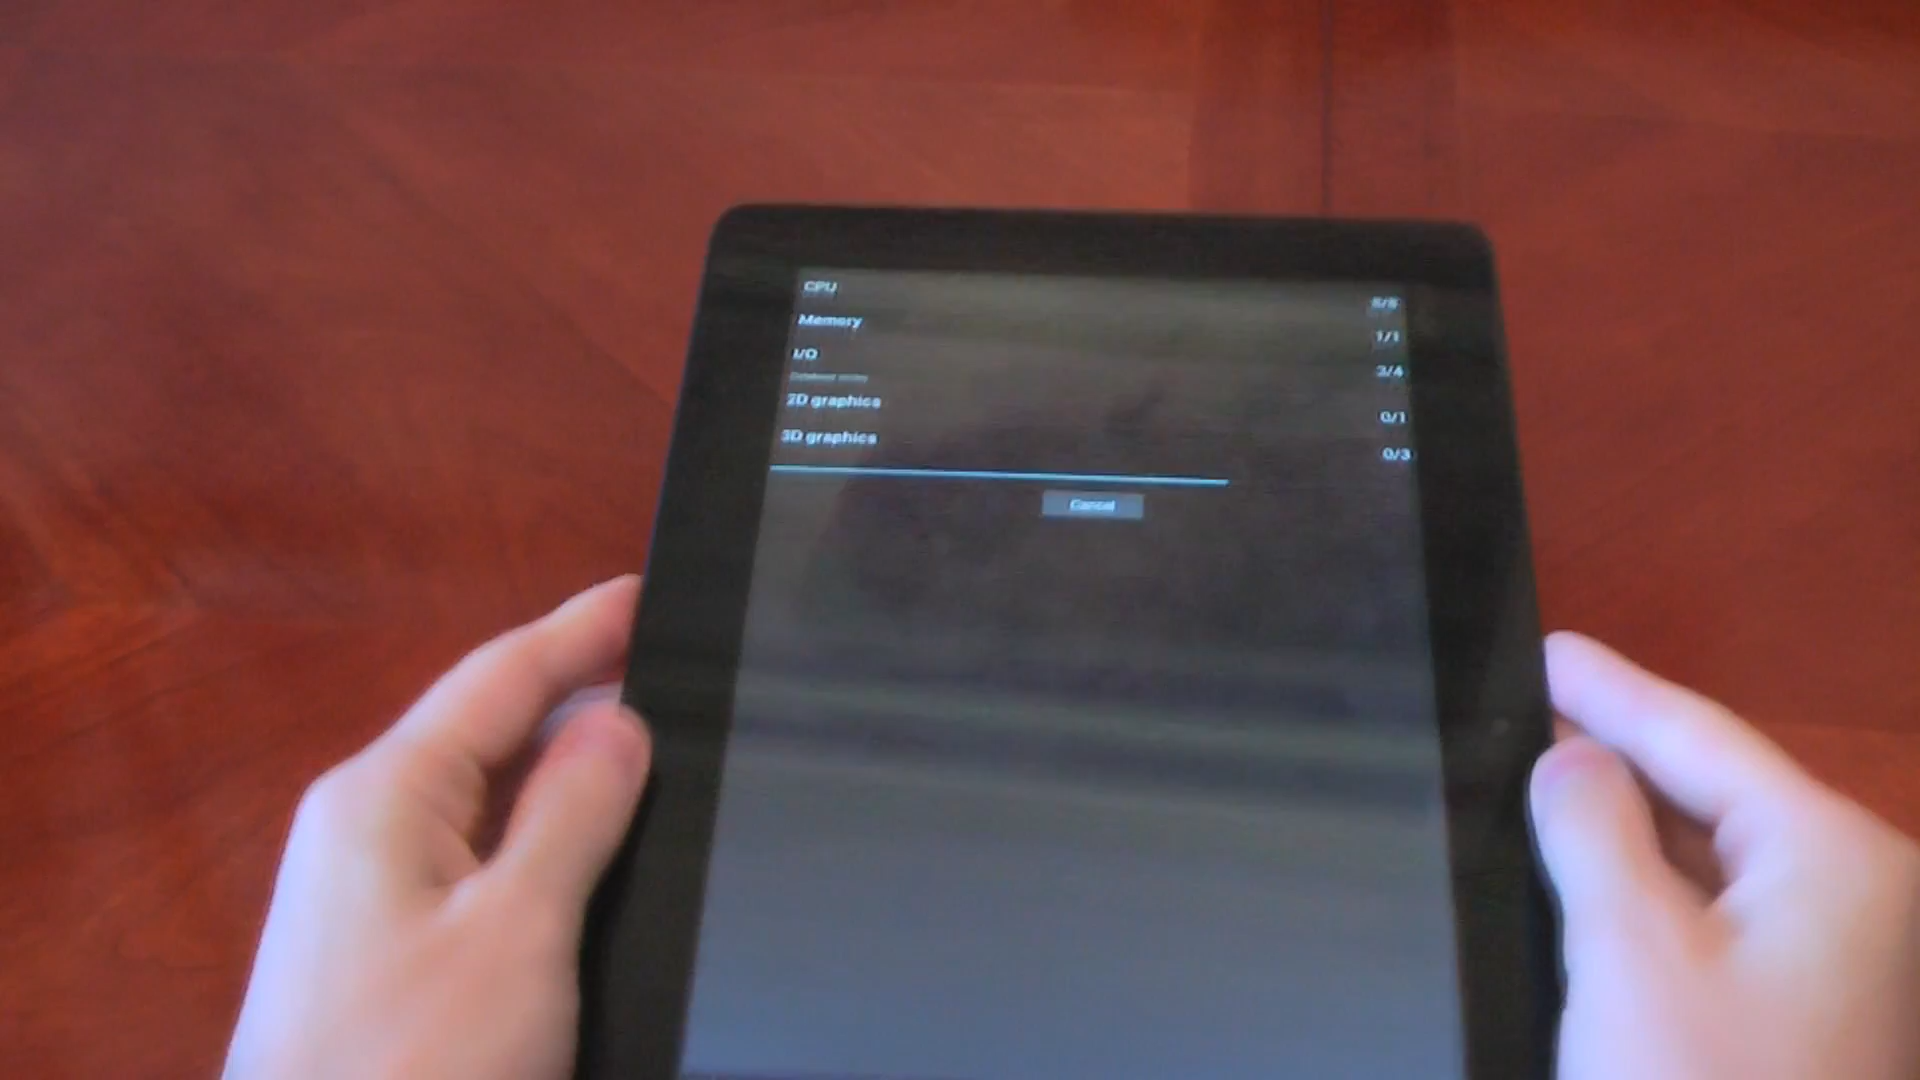 CPU
Memory 1/1
I/O 3/4
2D graphics 0/1
3D graphics 0/3
Cancel